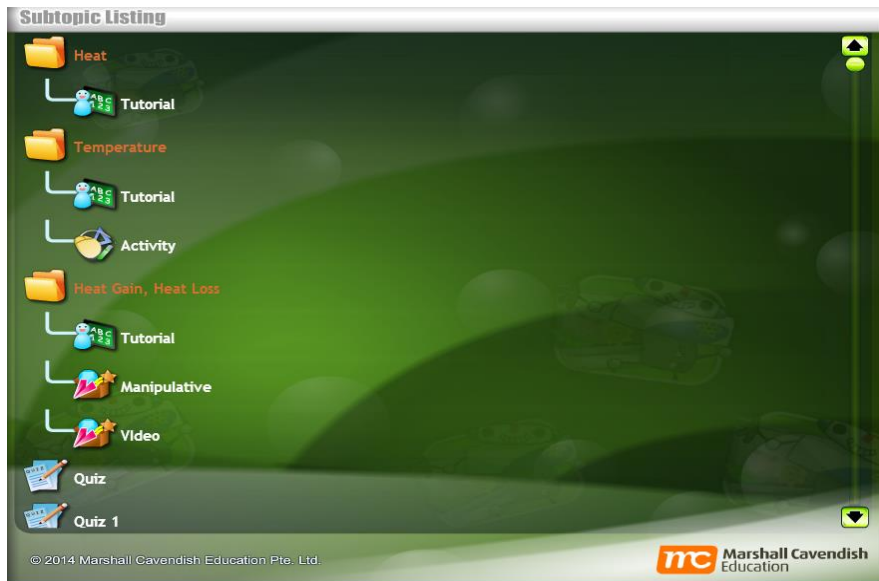 Subtopic Listing
Heat
Tutorial
Temperature
Tutorial
Activity
Heat Gain, Heat Loss
Tutorial
Manipulative
Video
Quiz
Quiz 1
© 2014 Marshall Cavendish Education Pte. Ltd.
mc Marshall Cavendish
Education